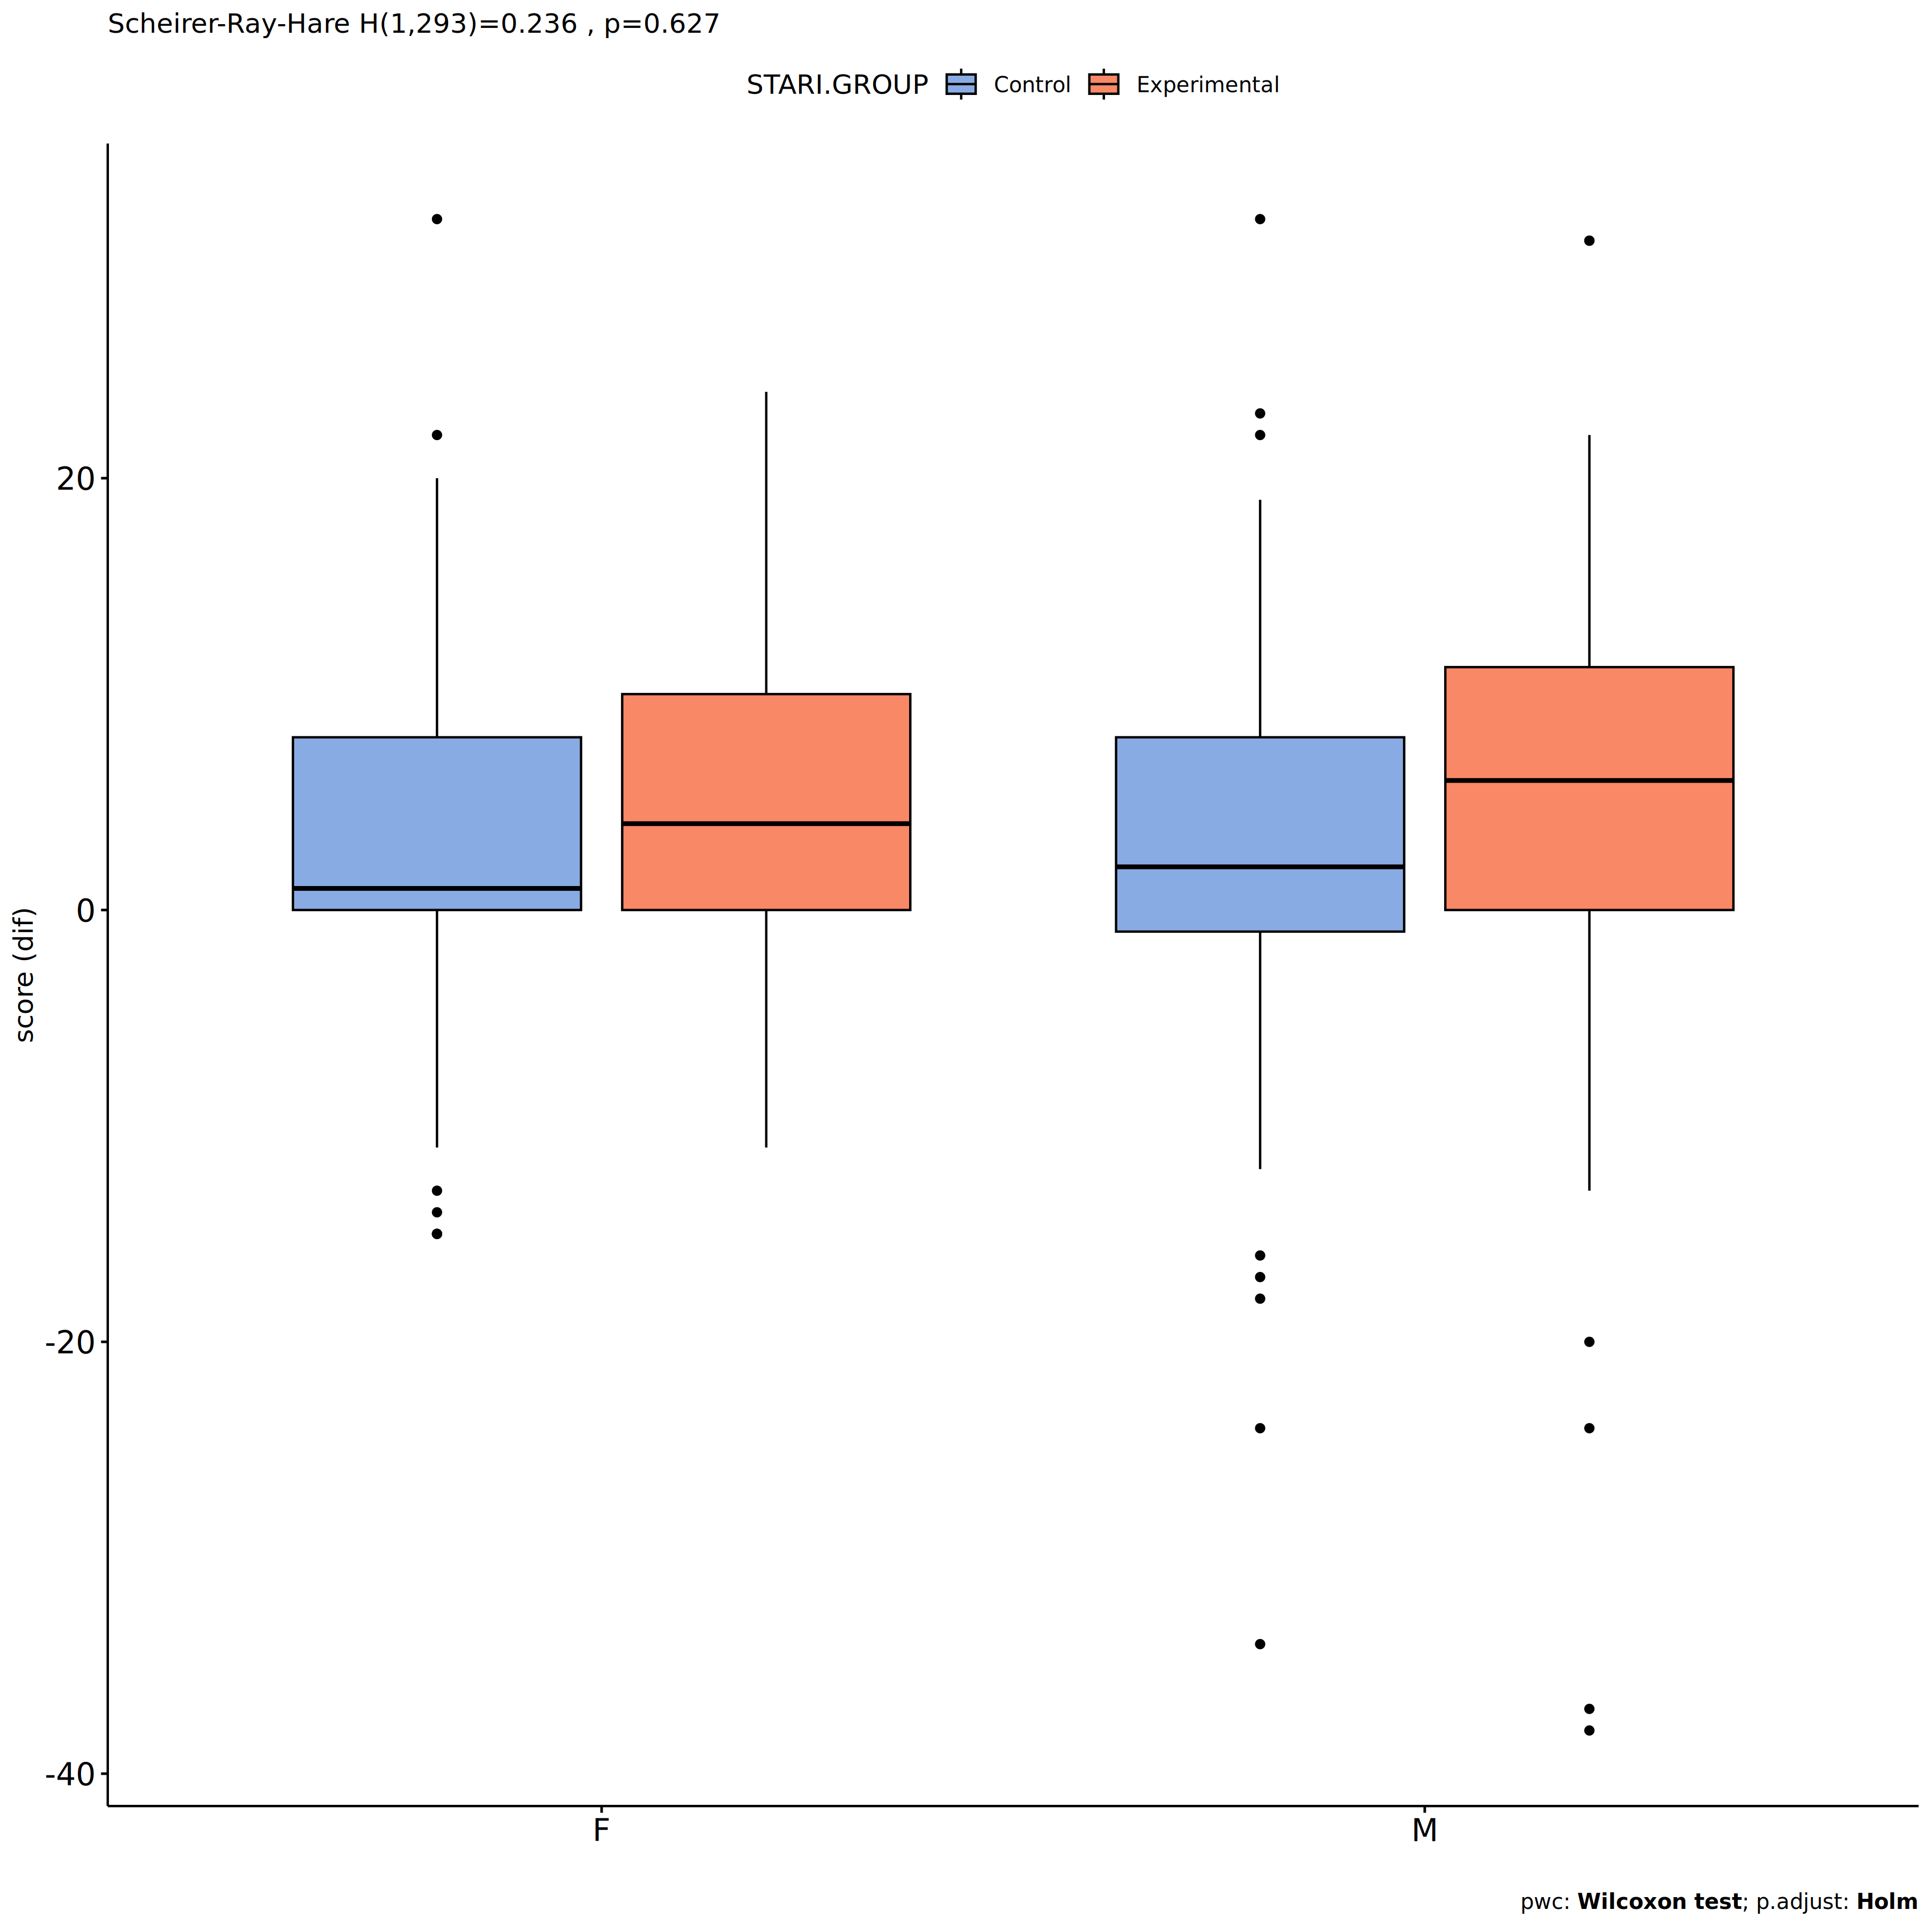 Scheirer-Ray-Hare H(1,293)=0.236 , p=0.627
STARI.GROUP Control Experimental
20
0
-20
-40
score (dif)
F M
pwc: Wilcoxon test; p.adjust: Holm